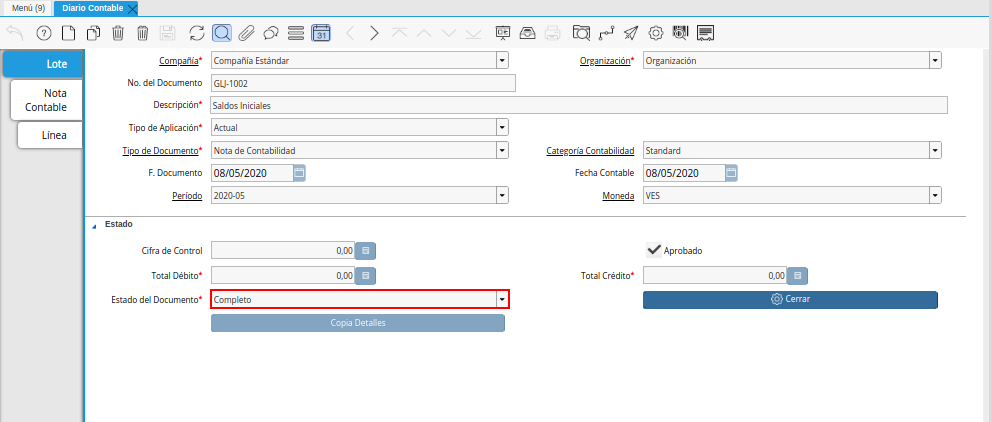 Menú (9)
Diario Contable
31
Lote
Nota
Contable
Línea
Compañía* Compañía Estándar Organización* Organización
No. del Documento GLJ-1002
Descripción* Saldos Iniciales
Tipo de Aplicación* Actual
Tipo de Documento* Nota de Contabilidad Categoría Contabilidad Standard
F. Documento 08/05/2020 Fecha Contable 08/05/2020
Período 2020-05 Moneda VES
Estado
Cifra de Control 0,00 Aprobado
Total Débito* 0,00 Total Crédito* 0,00
Estado del Documento* Completo Cerrar
Copia Detalles